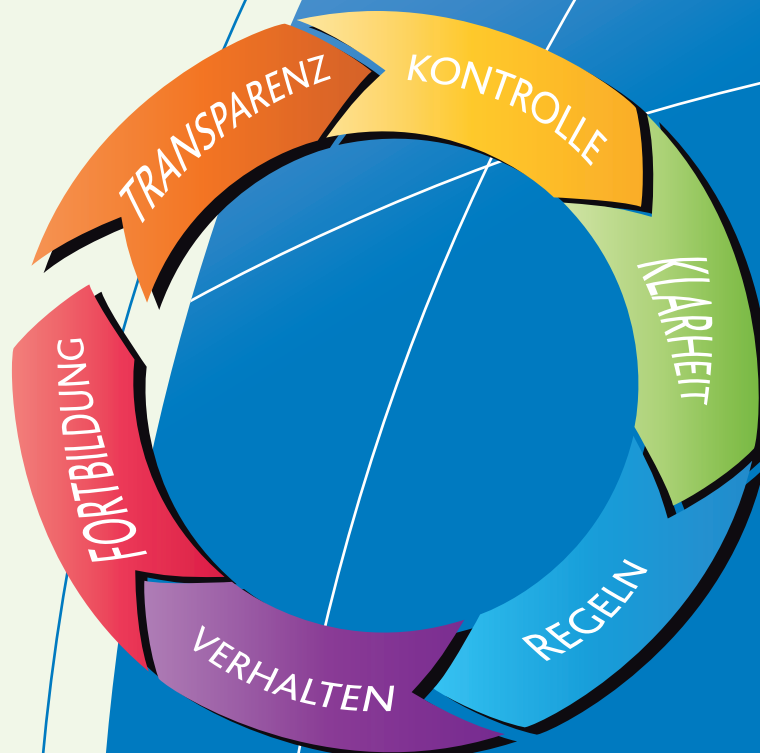 TRANSPARENZ
KONTROLLE
KLARHEIT
REGELN
VERHALTEN
FORTBILDUNG